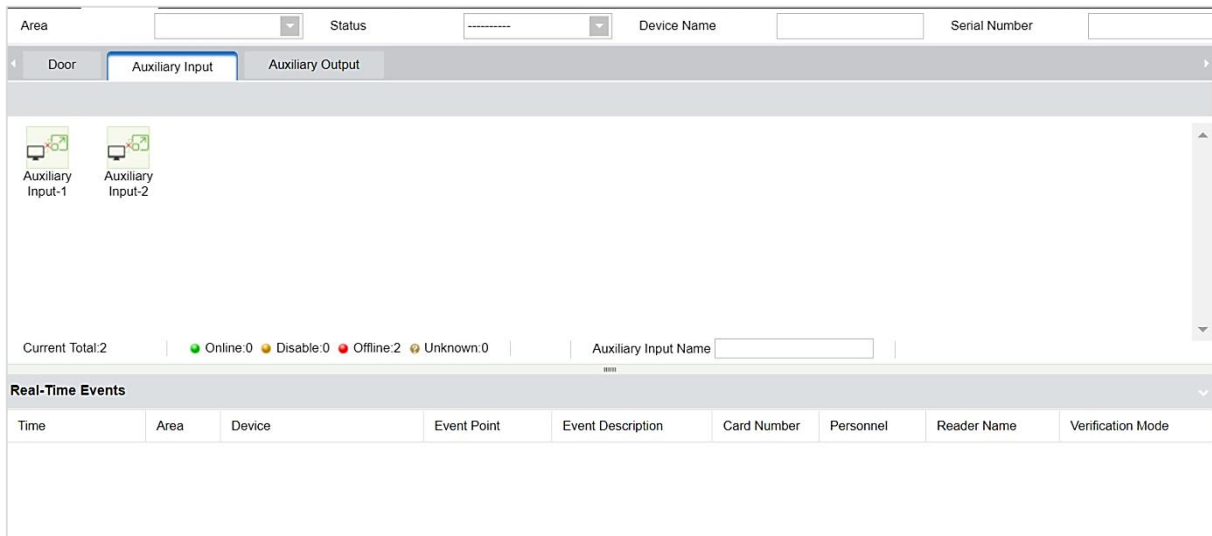 Area Status ---------- Device Name Serial Number
Door Auxiliary Input Auxiliary Output
Auxiliary Input-1 Auxiliary Input-2
Current Total:2 Online:0 Disable:0 Offline:2 Unknown:0 Auxiliary Input Name
Real-Time Events
Time Area Device Event Point Event Description Card Number Personnel Reader Name Verification Mode